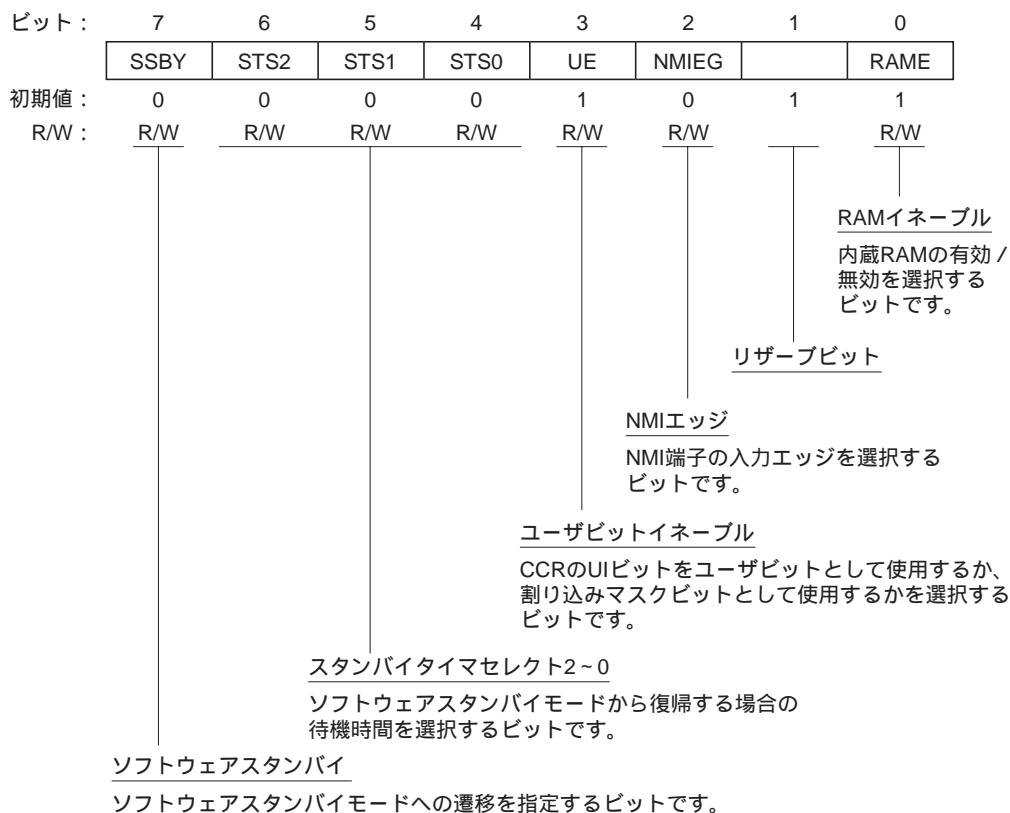 ビット： 7 6 5 4 3 2 1 0
SSBY STS2 STS1 STS0 UE NMIEG RAME
初期値： 0 0 0 0 1 0 1 1
R/W： R/W R/W R/W R/W R/W R/W R/W
RAMイネーブル
内蔵RAMの有効／
無効を選択する
ビットです。
リザーブビット
NMIエッジ
NMI端子の入力エッジを選択する
ビットです。
ユーザビットイネーブル
CCRのUIビットをユーザビットとして使用するか、
割り込みマスクビットとして使用するかを選択する
ビットです。
スタンバイタイマセレクト2～0
ソフトウェアスタンバイモードから復帰する場合の
待機時間を選択するビットです。
ソフトウェアスタンバイ
ソフトウェアスタンバイモードへの遷移を指定するビットです。